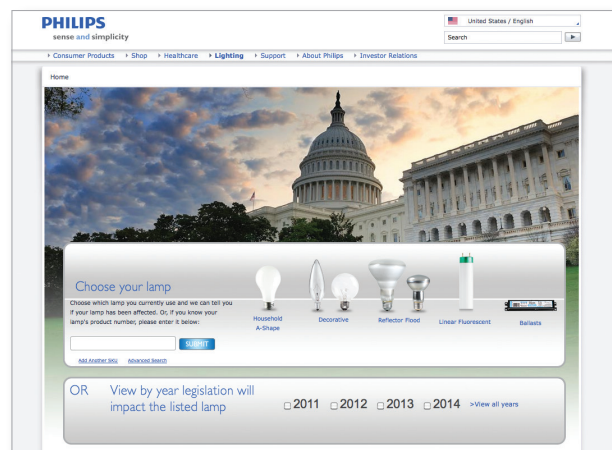 PHILIPS
sense and simplicity
United States / English
Search
Consumer Products Shop Healthcare Lighting Support About Philips Investor Relations
Home
Choose your lamp
Choose which lamp you currently use and we can tell you
if your lamp has been affected. Or, if you know your
lamp's product number, please enter it below:
SUBMIT
Add Another SKU Advanced Search
Household
A-Shape
Decorative
Reflector Flood
Linear Fluorescent
Ballasts
OR View by year legislation will
impact the listed lamp
2011 2012 2013 2014 >View all years